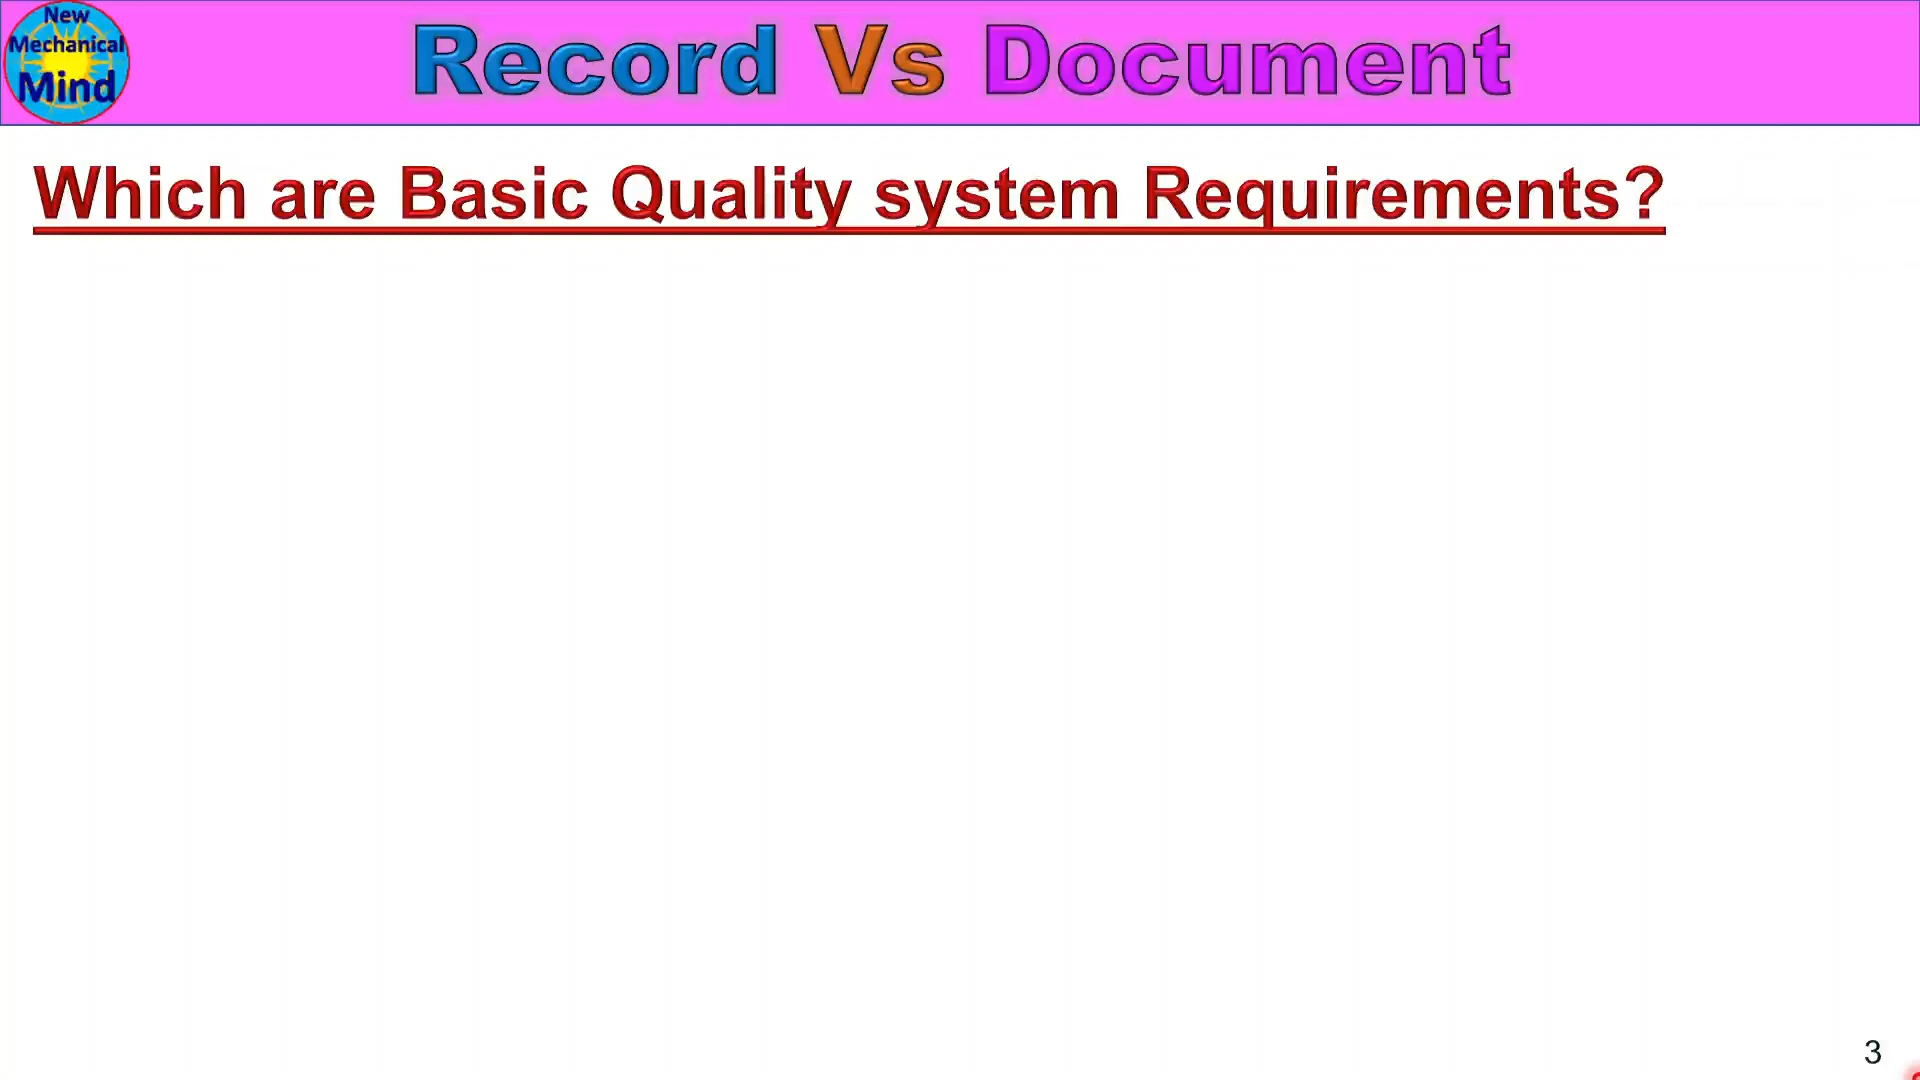 New
Mechanical
Mind
Record Vs Document
Which are Basic Quality system Requirements?
3